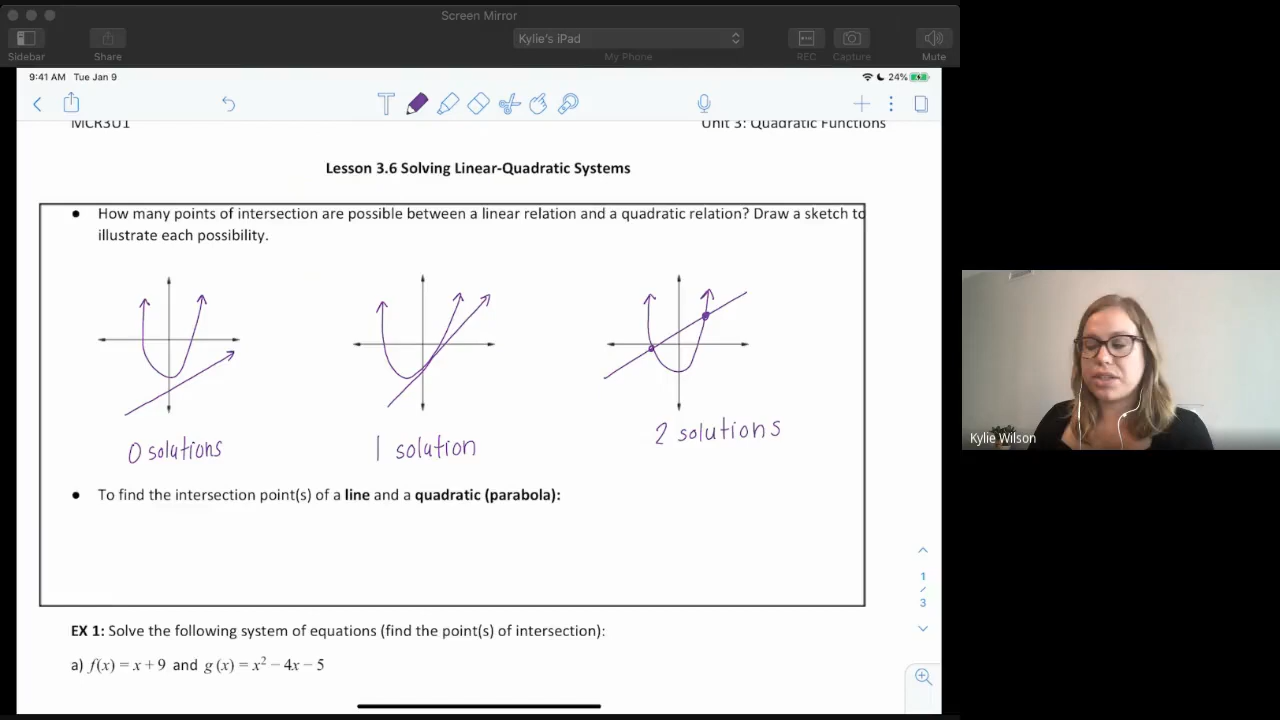 Screen Mirror
Sidebar
Share
Kylie's iPad
My Phone
REC
Capture
Mute
9:41 AM Tue Jan 9
24%
MCR3U1
Unit 3: Quadratic Functions
Lesson 3.6 Solving Linear-Quadratic Systems
• How many points of intersection are possible between a linear relation and a quadratic relation? Draw a sketch to
illustrate each possibility.
0 solutions
1 solution
2 solutions
• To find the intersection point(s) of a line and a quadratic (parabola):
1
/
3
EX 1: Solve the following system of equations (find the point(s) of intersection):
a) f(x) = x + 9 and g (x) = x² − 4x − 5
Kylie Wilson